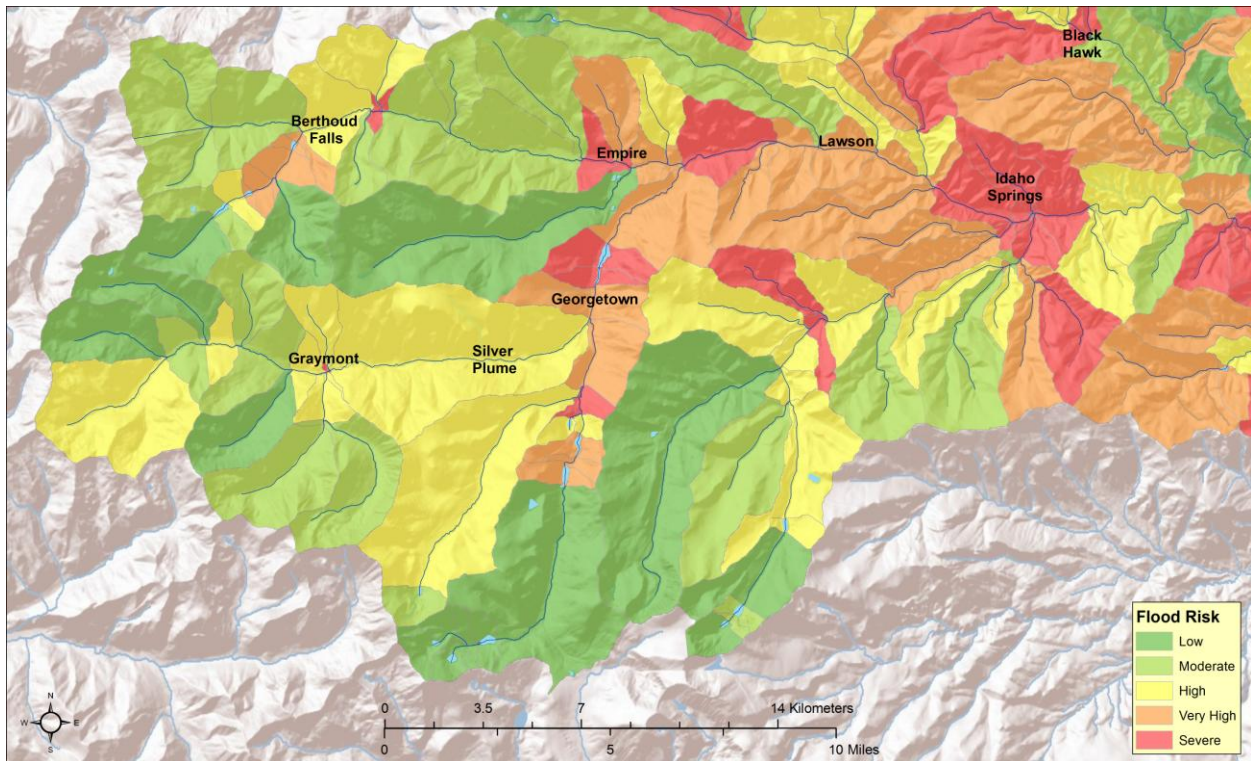 Black
Hawk
Berthoud
Falls
Empire
Lawson
Idaho
Springs
Georgetown
Silver
Plume
Graymont
Flood Risk
Low
Moderate
High
Very High
Severe
N
W
E
S
0
3.5
7
14 Kilometers
0
5
10 Miles